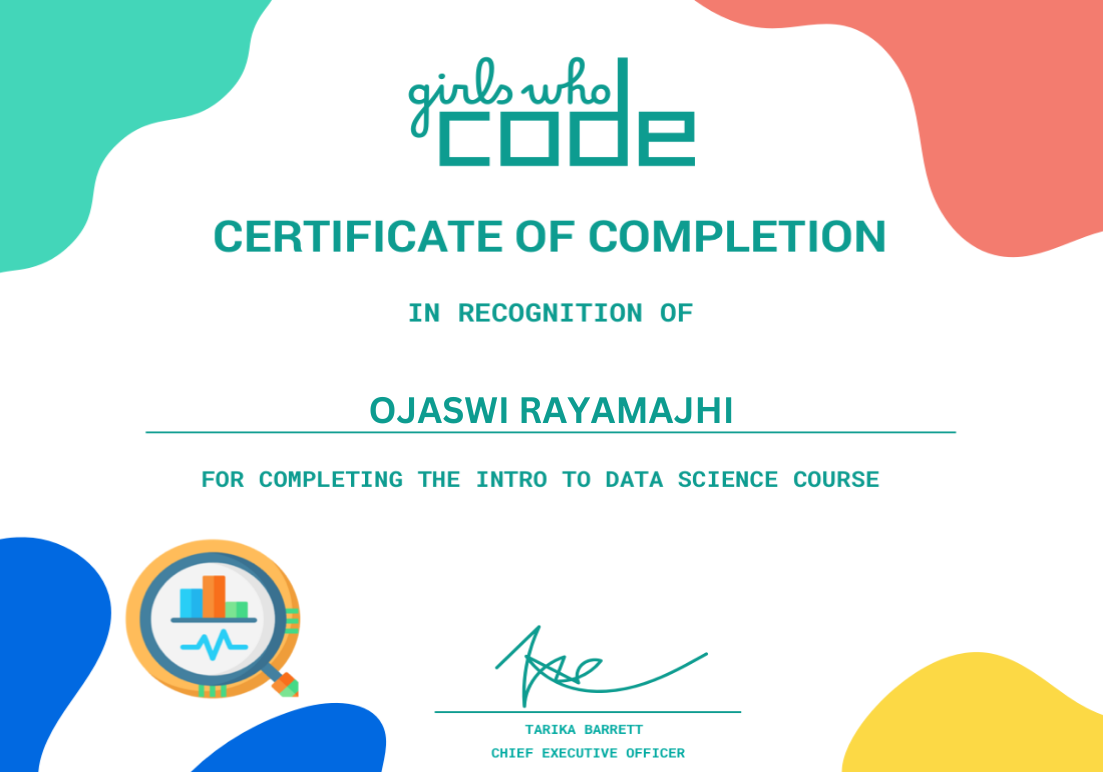 girls who
code
CERTIFICATE OF COMPLETION
IN RECOGNITION OF
OJASWI RAYAMAJHI
FOR COMPLETING THE INTRO TO DATA SCIENCE COURSE
TARIKA BARRETT
CHIEF EXECUTIVE OFFICER